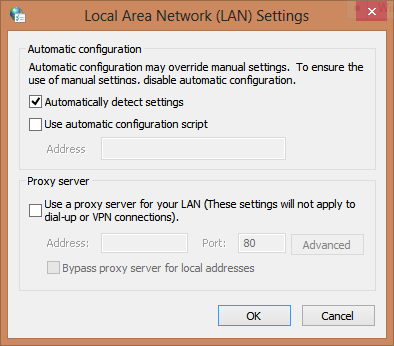 Local Area Network (LAN) Settings
Automatic configuration
Automatic configuration may override manual settings. To ensure the
use of manual settings, disable automatic configuration.
Automatically detect settings
Use automatic configuration script
Address
Proxy server
Use a proxy server for your LAN (These settings will not apply to
dial-up or VPN connections).
Address:
Port:
80
Advanced
Bypass proxy server for local addresses
OK
Cancel